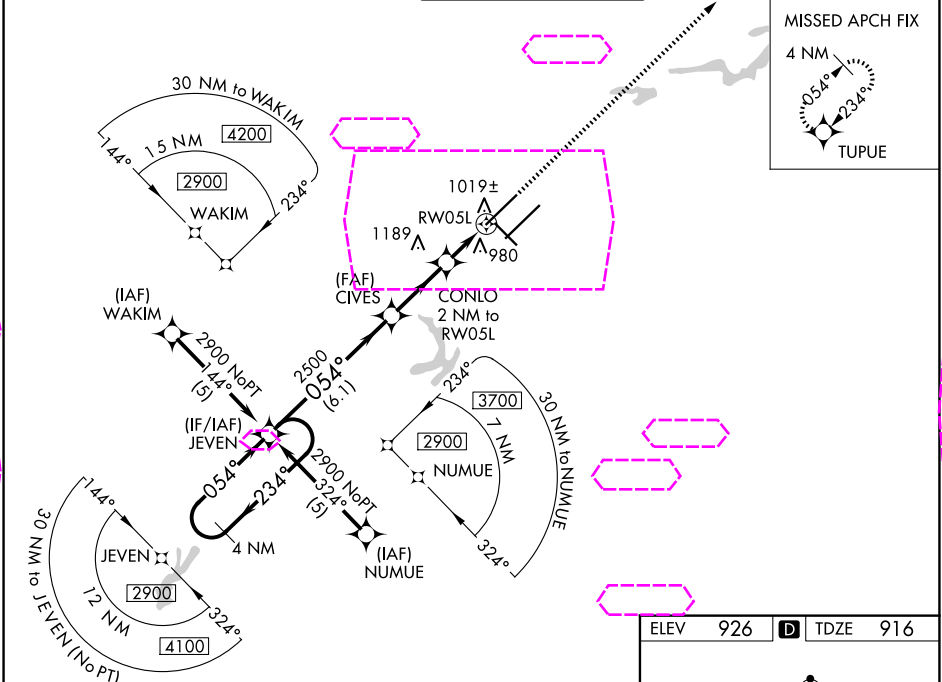 MISSED APCH FIX
4 NM
054°
234°
TUPUE
30 NM to WAKIM
4200
144°
15 NM
2900
234°
WAKIM
1019±
RW05L
1189
980
(FAF)
CIVES
CONLO
2 NM to
RW05L
(IAF)
WAKIM
2900 NoPT
144°
(5)
2500
054°
(6.1)
(IF/IAF)
JEVEN
054°
234°
4 NM
2900 NoPT
324°
(5)
(IAF)
NUMUE
234°
3700
30 NM to NUMUE
2900
7 NM
NUMUE
324°
144°
JEVEN
2900
12 NM
324°
4100
30 NM to JEVEN (No PT)
ELEV 926 D TDZE 916